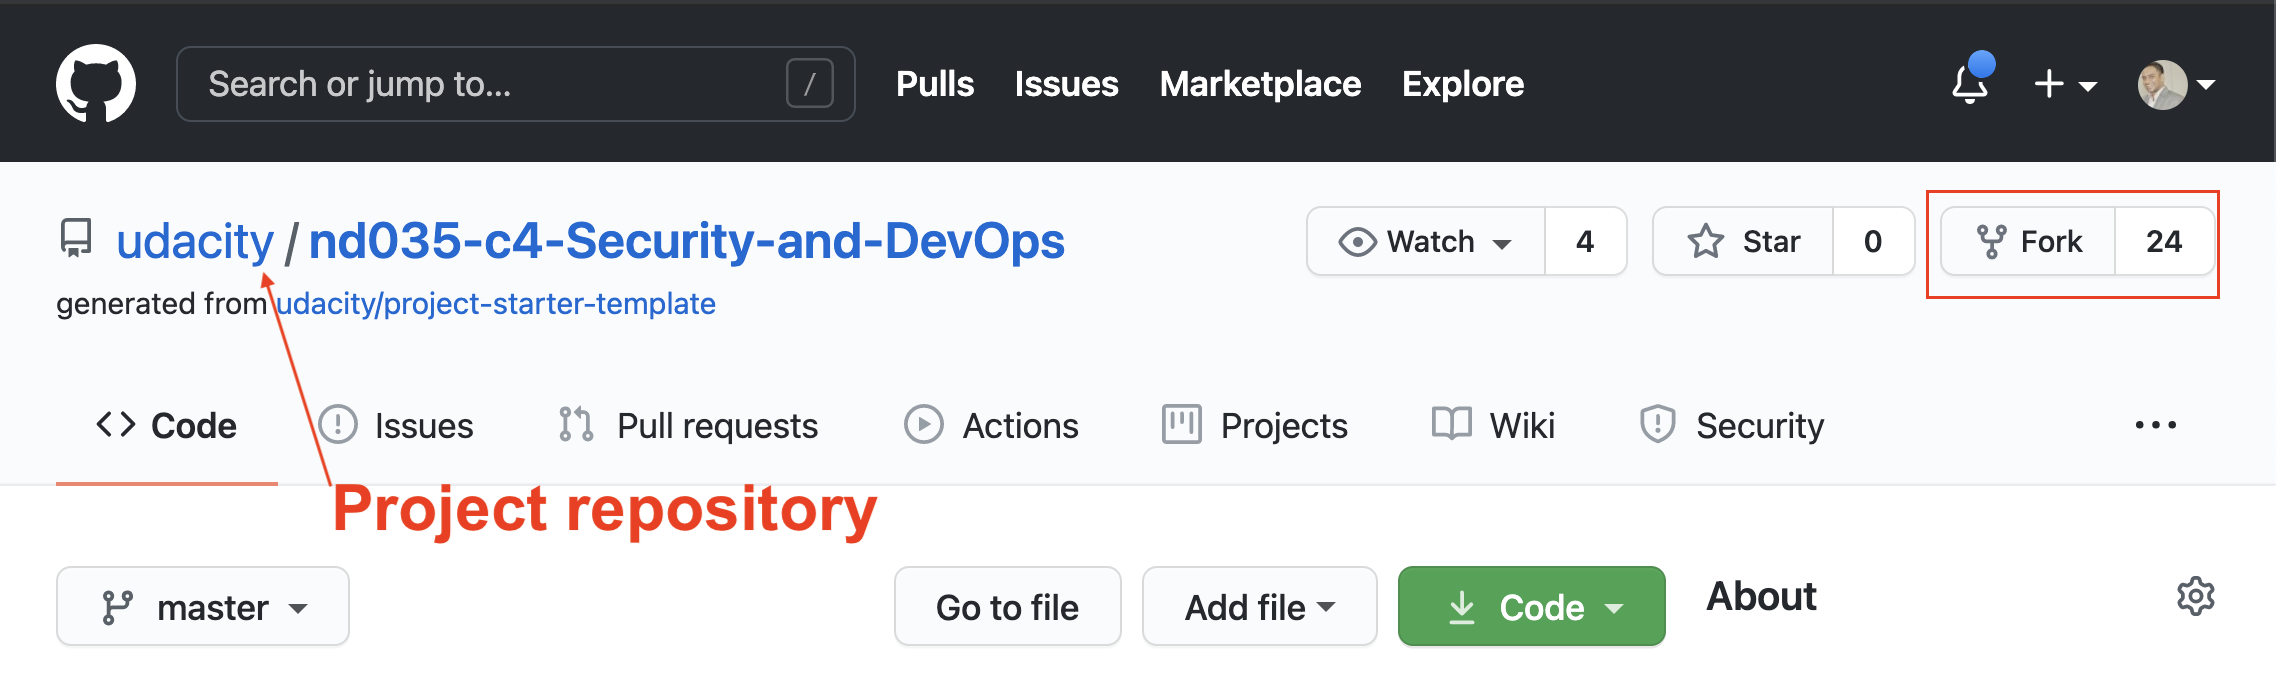 Search or jump to... / Pulls Issues Marketplace Explore
udacity / nd035-c4-Security-and-DevOps Watch 4 Star 0 Fork 24
generated from udacity/project-starter-template
Code Issues Pull requests Actions Projects Wiki Security ...
Project repository
master Go to file Add file Code About